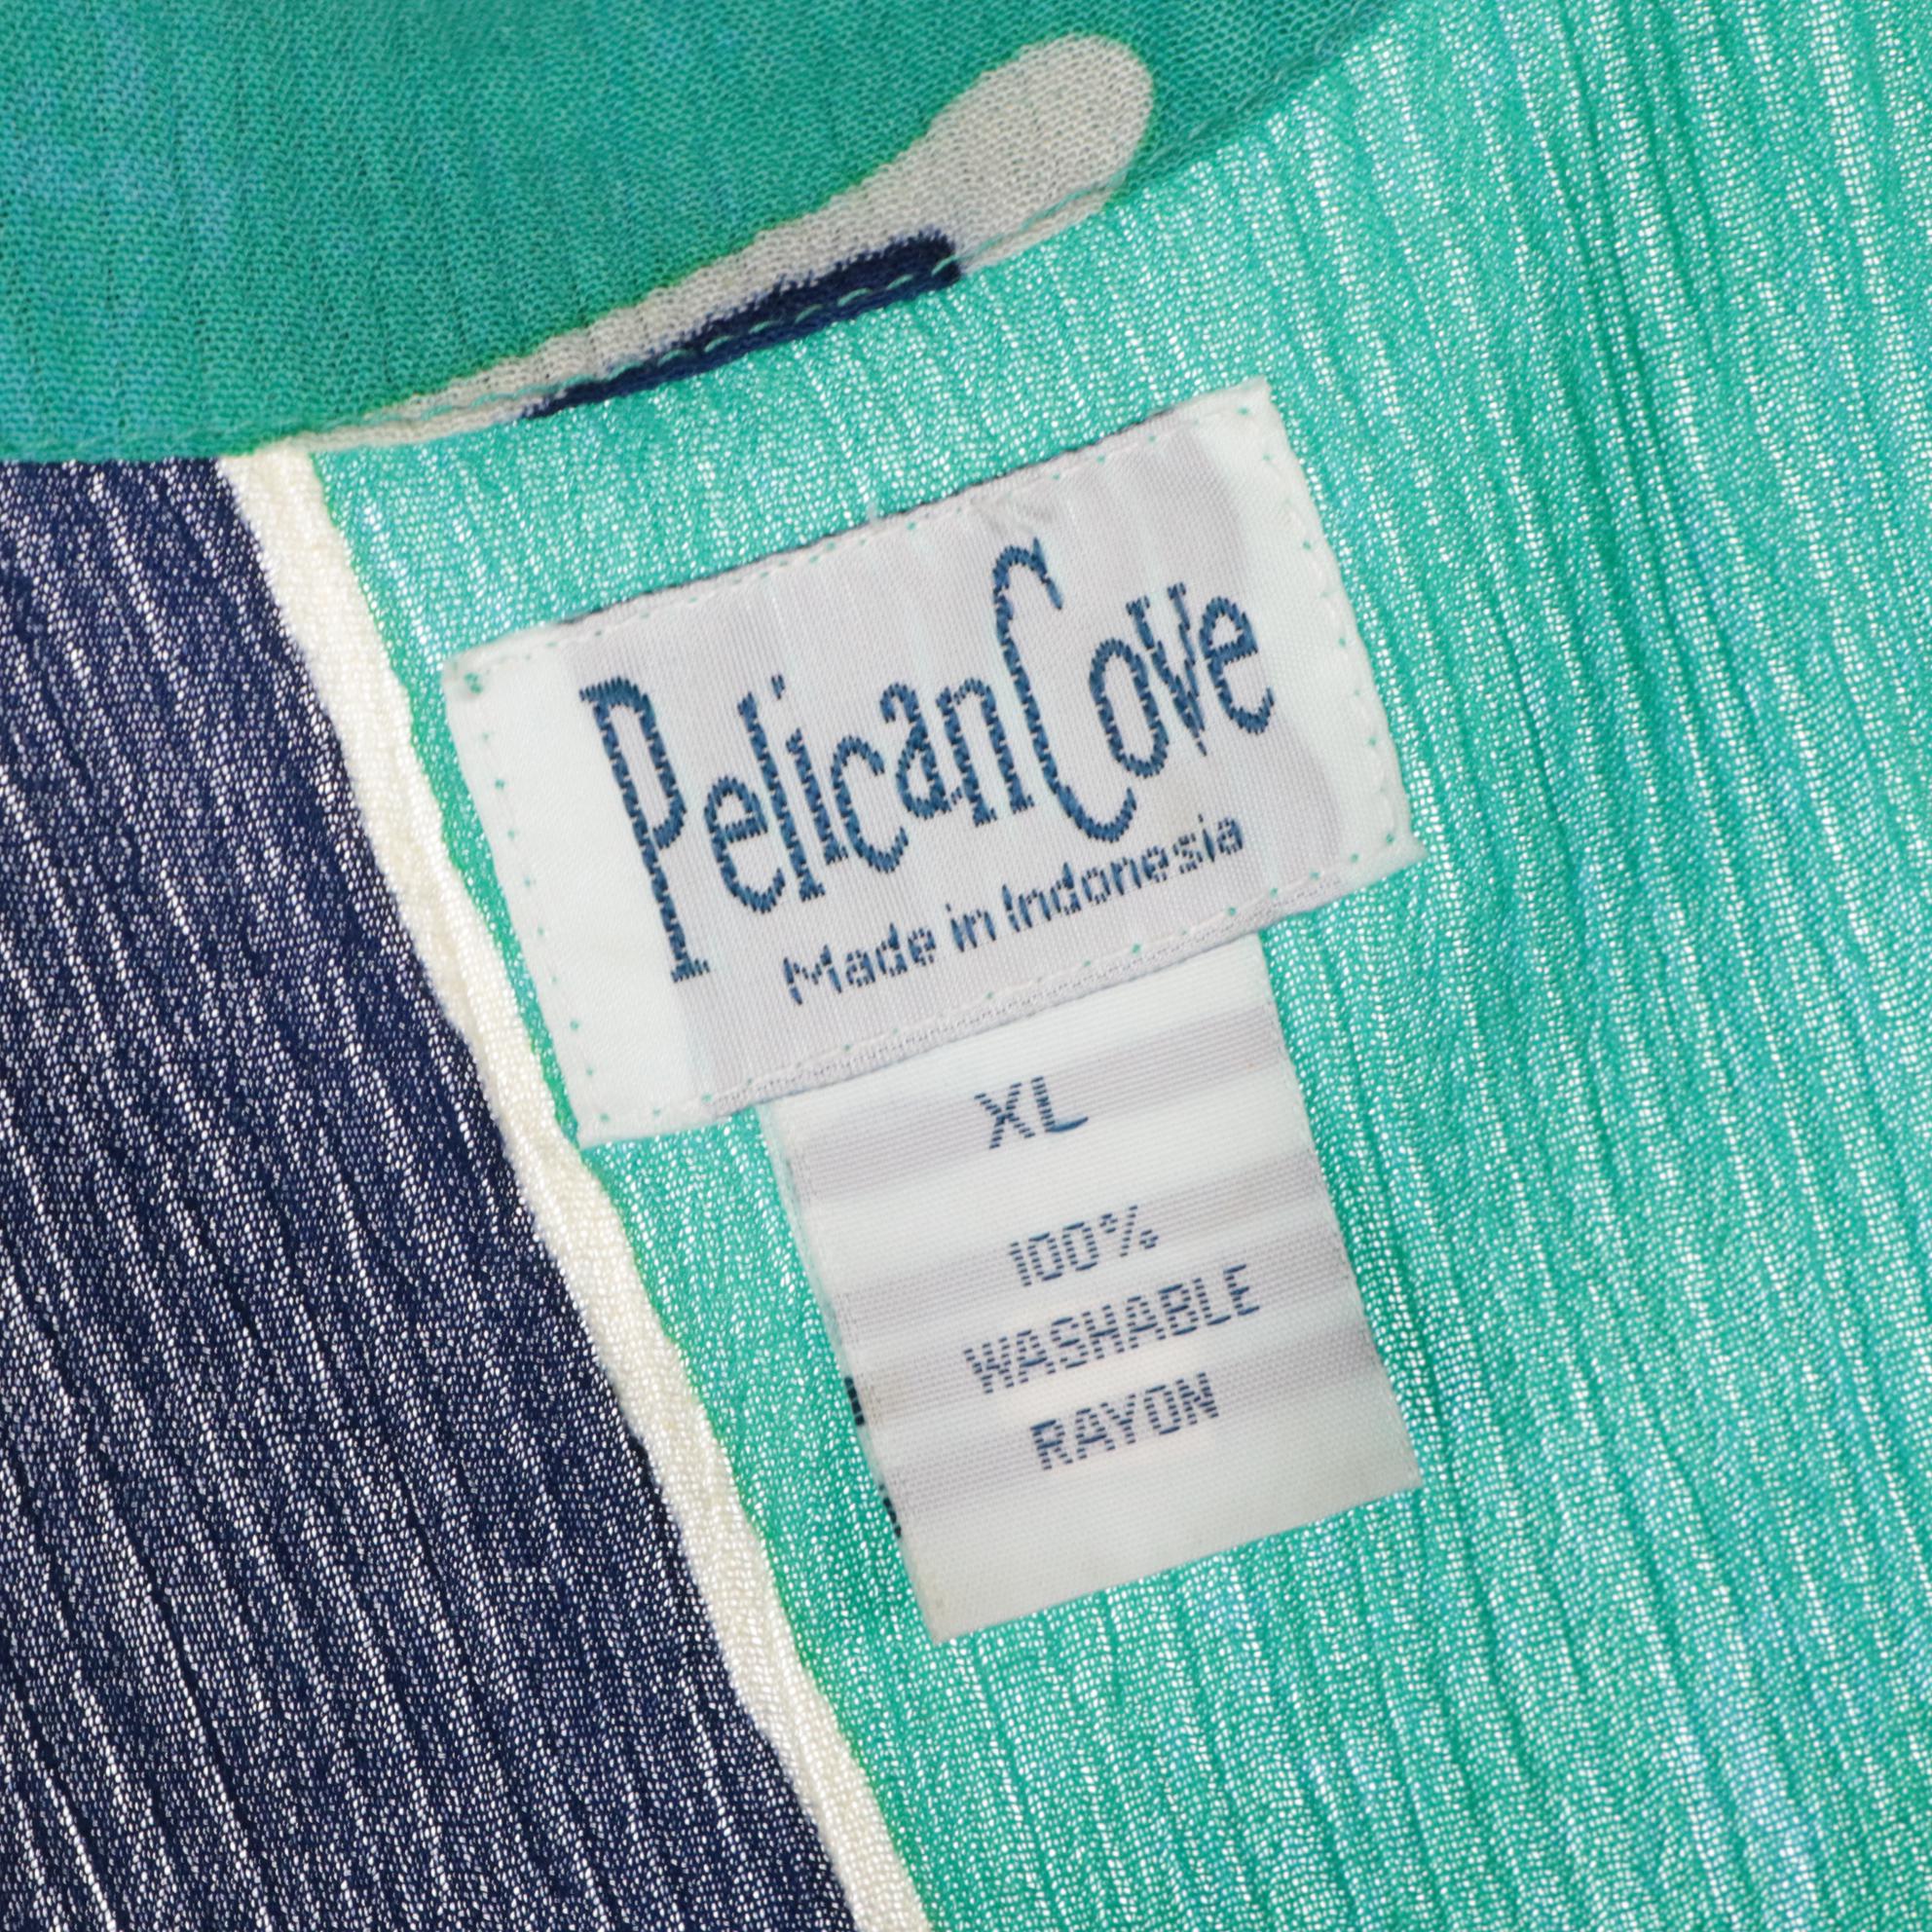 PelicanCove
Made in Indonesia
XL
100%
WASHABLE
RAYON